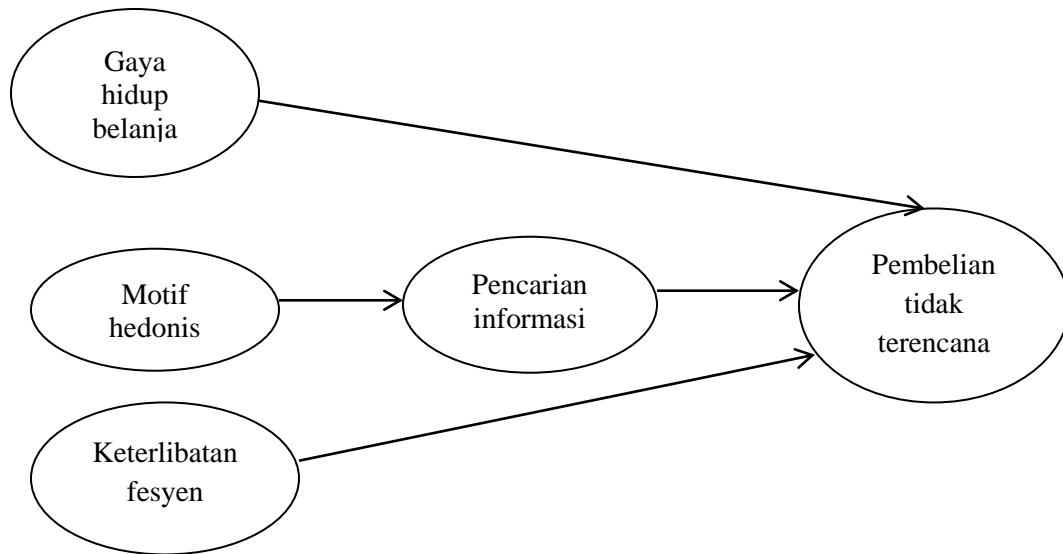 Gaya
hidup
belanja
Motif
hedonis
Pencarian
informasi
Pembelian
tidak
terencana
Keterlibatan
fesyen